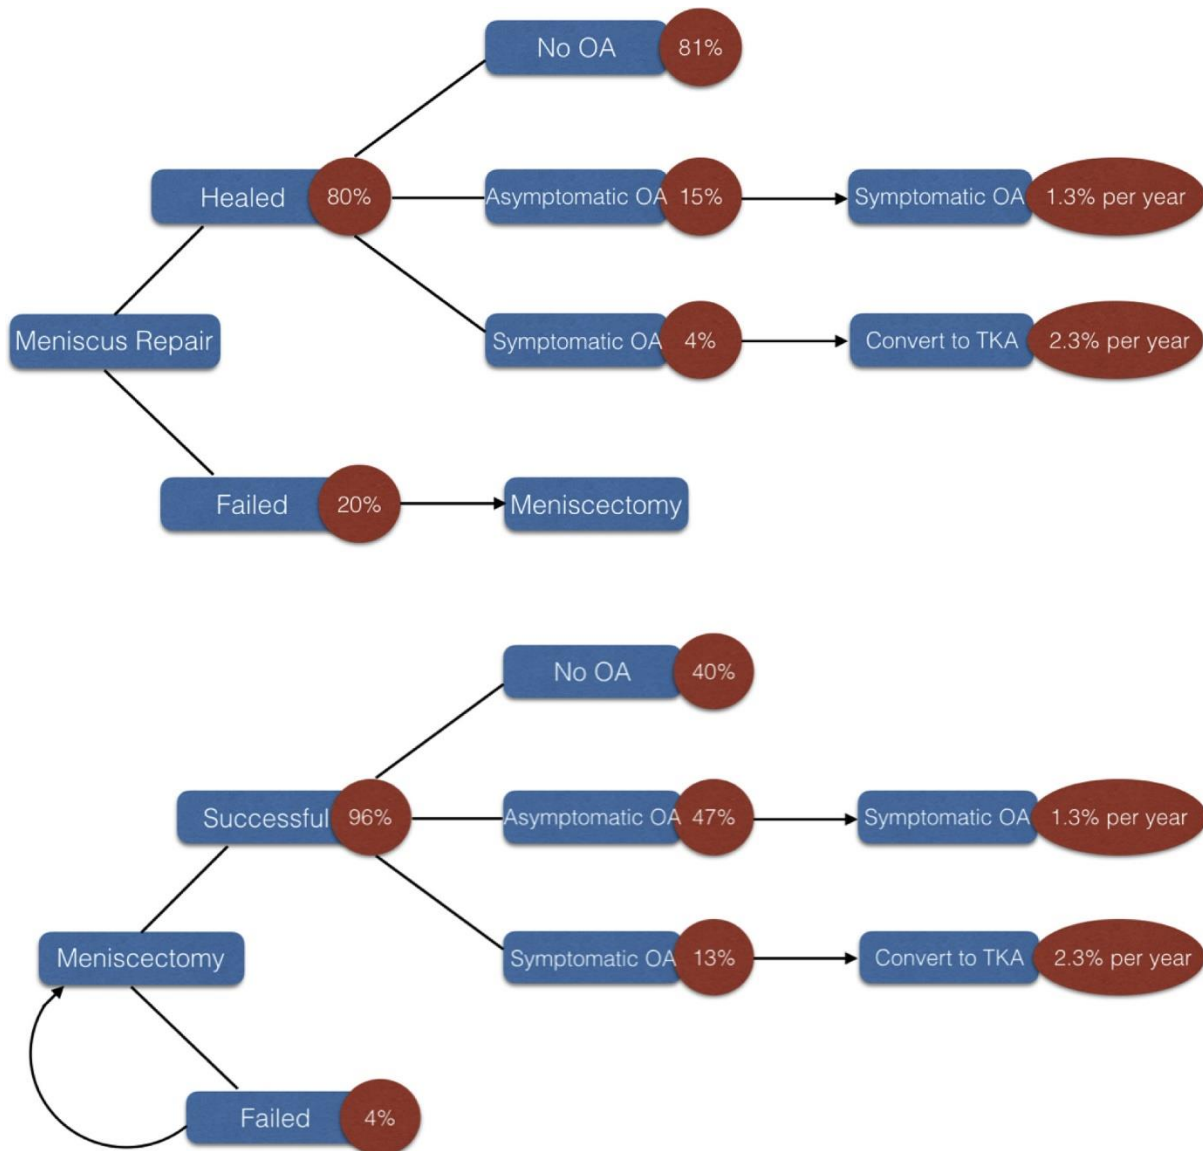 No OA 81%
Healed 80%
Asymptomatic OA 15%
Symptomatic OA 1.3% per year
Meniscus Repair
Symptomatic OA 4%
Convert to TKA 2.3% per year
Failed 20%
Meniscectomy
No OA 40%
Successful 96%
Asymptomatic OA 47%
Symptomatic OA 1.3% per year
Meniscectomy
Symptomatic OA 13%
Convert to TKA 2.3% per year
Failed 4%